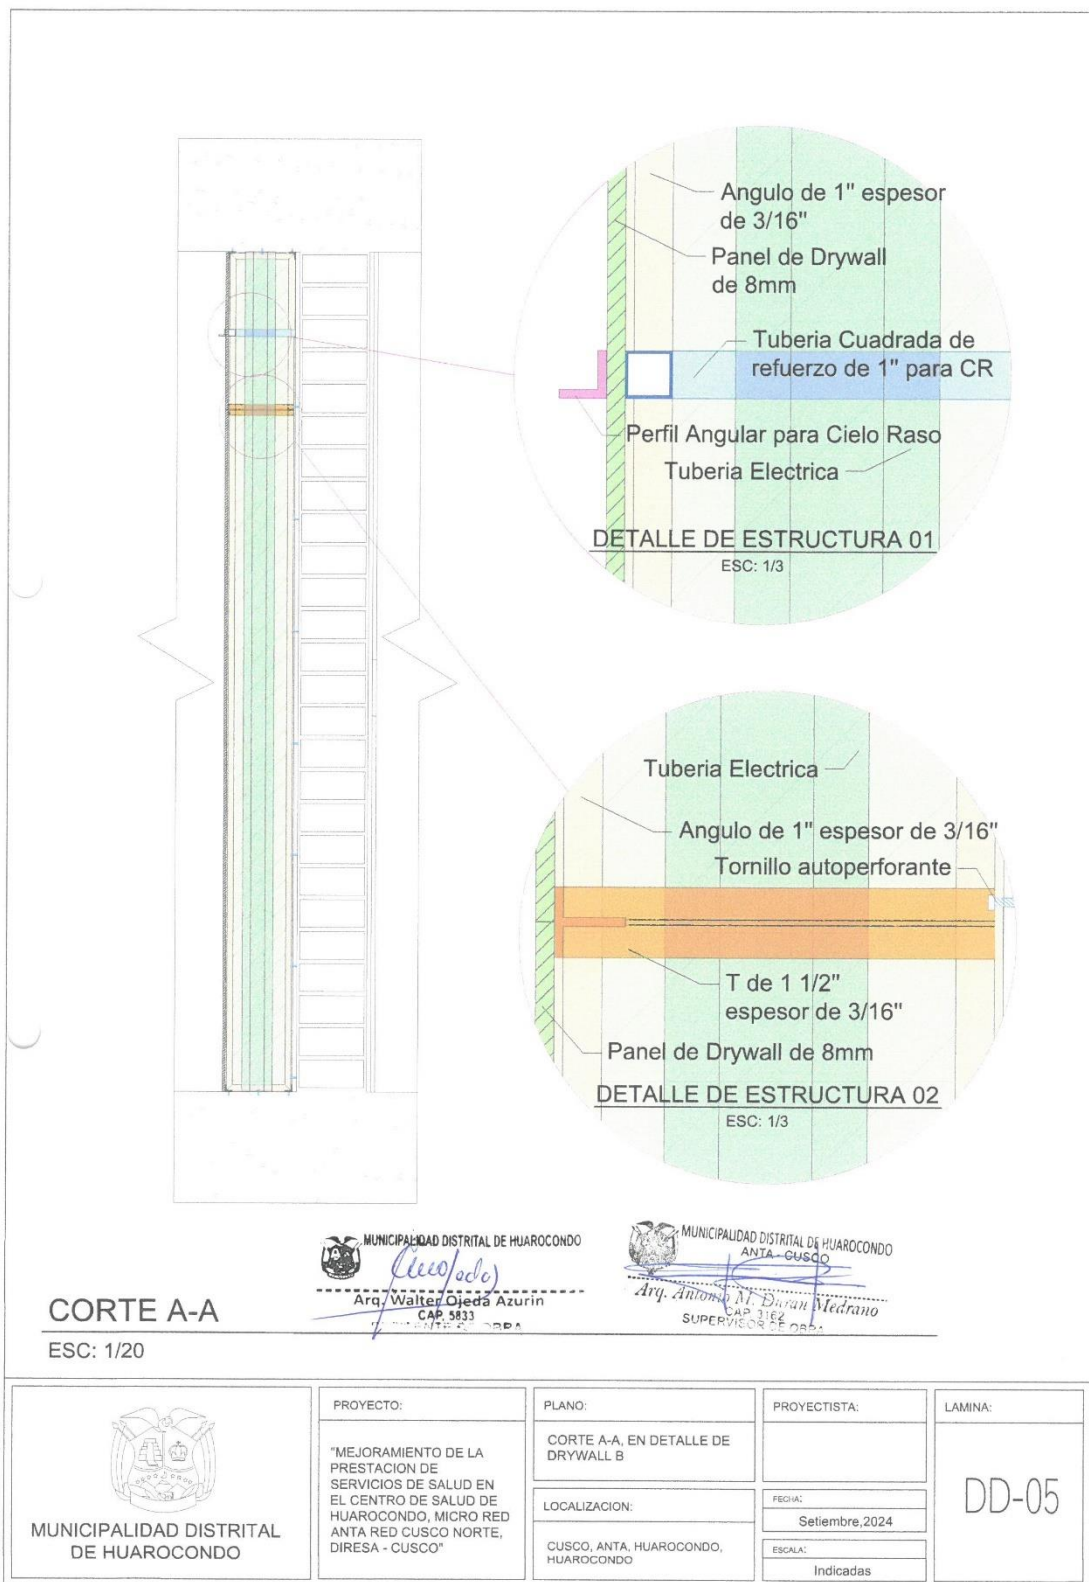 Angulo de 1" espesor
de 3/16"
Panel de Drywall
de 8mm
Tuberia Cuadrada de
refuerzo de 1" para CR
Perfil Angular para Cielo Raso
Tuberia Electrica
DETALLE DE ESTRUCTURA 01
ESC: 1/3
Tuberia Electrica
Angulo de 1" espesor de 3/16"
Tornillo autoperforante
T de 1 1/2"
espesor de 3/16"
Panel de Drywall de 8mm
DETALLE DE ESTRUCTURA 02
ESC: 1/3
MUNICIPALIDAD DISTRITAL DE HUAROCONDO
Arq. Walter Ojeda Azurin
CAP. 5833
OBRA
MUNICIPALIDAD DISTRITAL DE HUAROCONDO
ANTA - CUSCO
Arq. Antonio M. Duran Medrano
CAP. 3162
SUPERVISOR DE OBRA
CORTE A-A
ESC: 1/20
MUNICIPALIDAD DISTRITAL
DE HUAROCONDO
PROYECTO:
"MEJORAMIENTO DE LA
PRESTACION DE
SERVICIOS DE SALUD EN
EL CENTRO DE SALUD DE
HUAROCONDO, MICRO RED
ANTA RED CUSCO NORTE,
DIRESA - CUSCO"
PLANO:
CORTE A-A, EN DETALLE DE
DRYWALL B
LOCALIZACION:
CUSCO, ANTA, HUAROCONDO,
HUAROCONDO
PROYECTISTA:
FECHA:
Setiembre,2024
ESCALA:
Indicadas
LAMINA:
DD-05